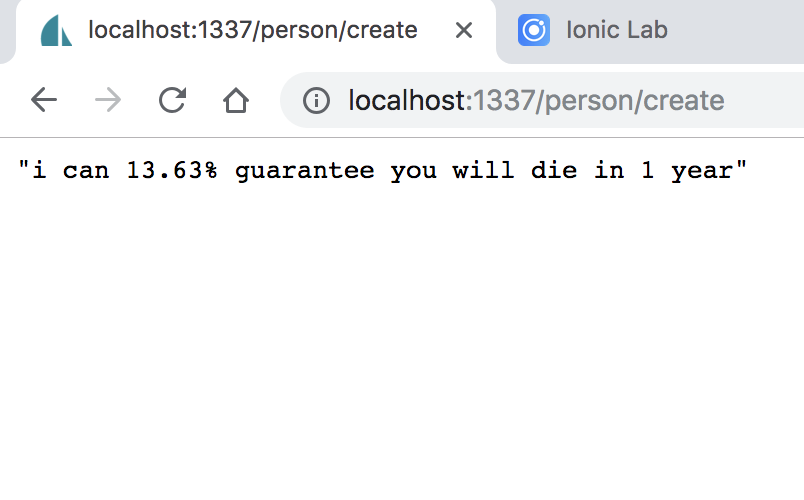 localhost:1337/person/create Ionic Lab
localhost:1337/person/create
"i can 13.63% guarantee you will die in 1 year"